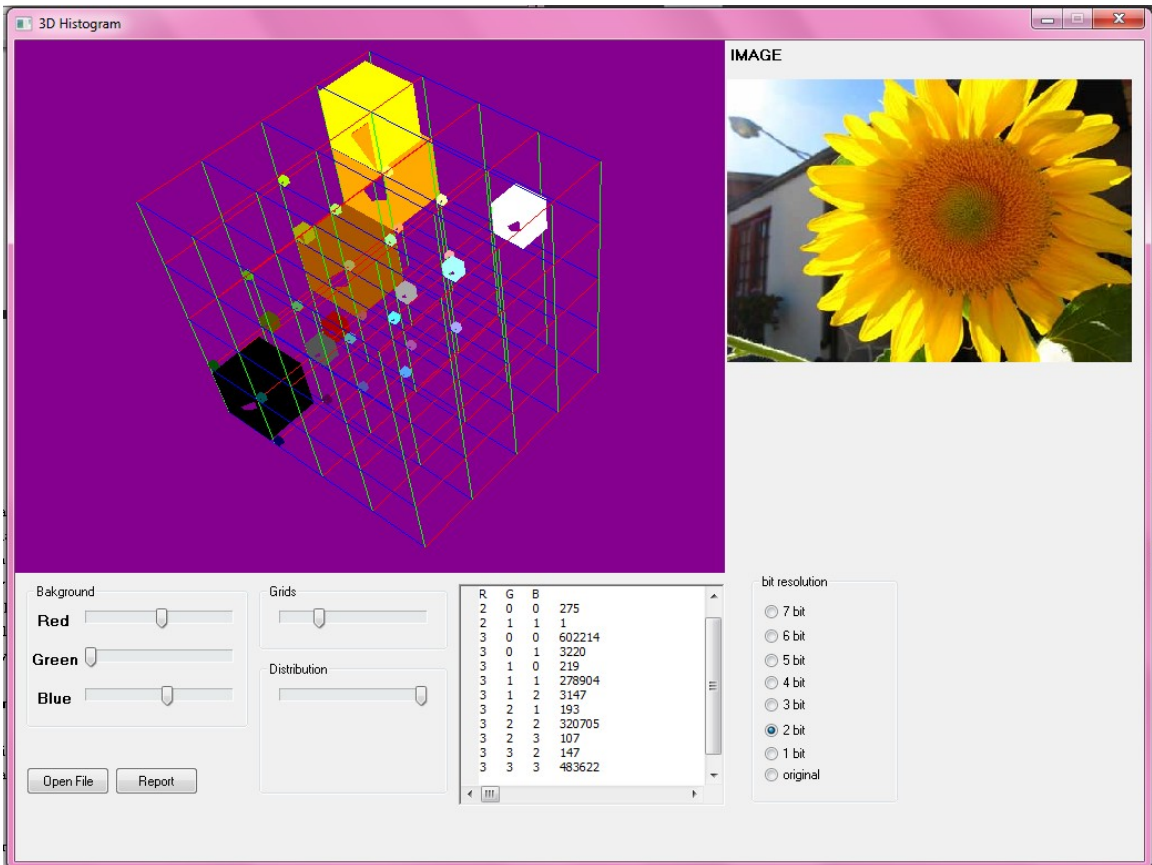 3D Histogram
IMAGE
Bakground
Red
Green
Blue
Open File
Report
Grids
Distribution
R G B
2 0 0 275
2 1 1 1
3 0 0 602214
3 0 1 3220
3 1 0 219
3 1 1 278904
3 1 2 3147
3 2 1 193
3 2 2 320705
3 2 3 107
3 3 2 147
3 3 3 483622
bit resolution
7 bit
6 bit
5 bit
4 bit
3 bit
2 bit
1 bit
original